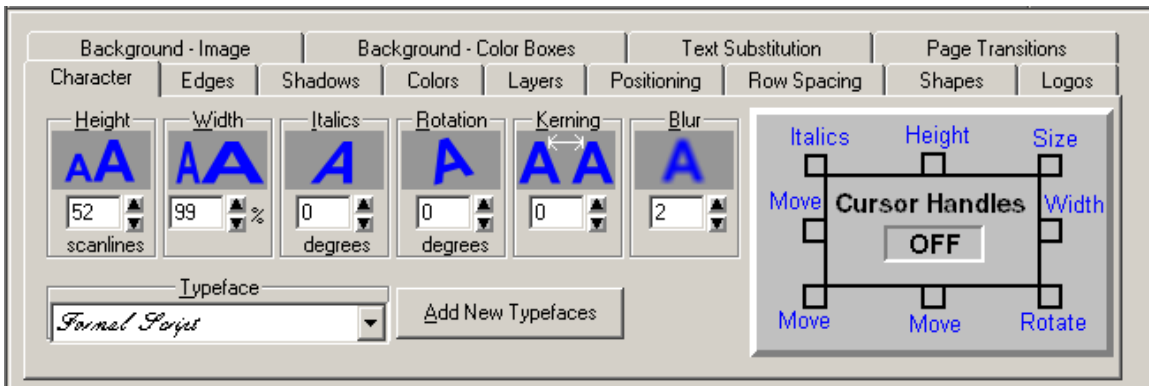 Background - Image Background - Color Boxes Text Substitution Page Transitions
Character Edges Shadows Colors Layers Positioning Row Spacing Shapes Logos
Height Width Italics Rotation Kerning Blur
AA AA A A A A A
52 99 % 0 0 0 2
scanlines degrees degrees
Typeface
Formal Script
Add New Typefaces
Italics Height Size
Move Cursor Handles Width
OFF
Move Move Rotate